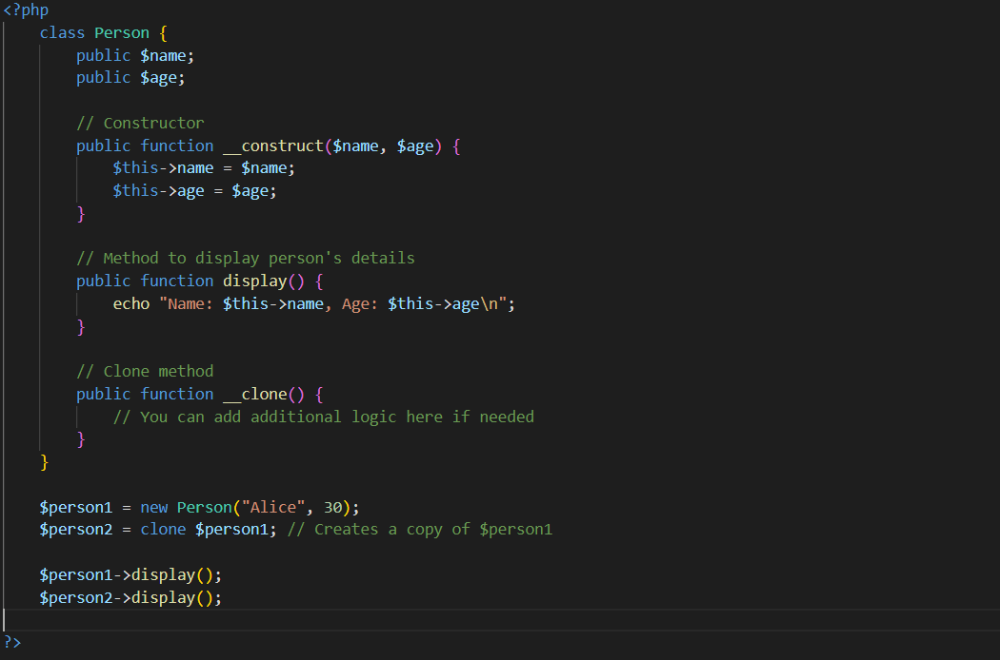 <?php
    class Person {
        public $name;
        public $age;

        // Constructor
        public function __construct($name, $age) {
            $this->name = $name;
            $this->age = $age;
        }

        // Method to display person's details
        public function display() {
            echo "Name: $this->name, Age: $this->age\n";
        }

        // Clone method
        public function __clone() {
            // You can add additional logic here if needed
        }
    }

    $person1 = new Person("Alice", 30);
    $person2 = clone $person1; // Creates a copy of $person1

    $person1->display();
    $person2->display();

?>